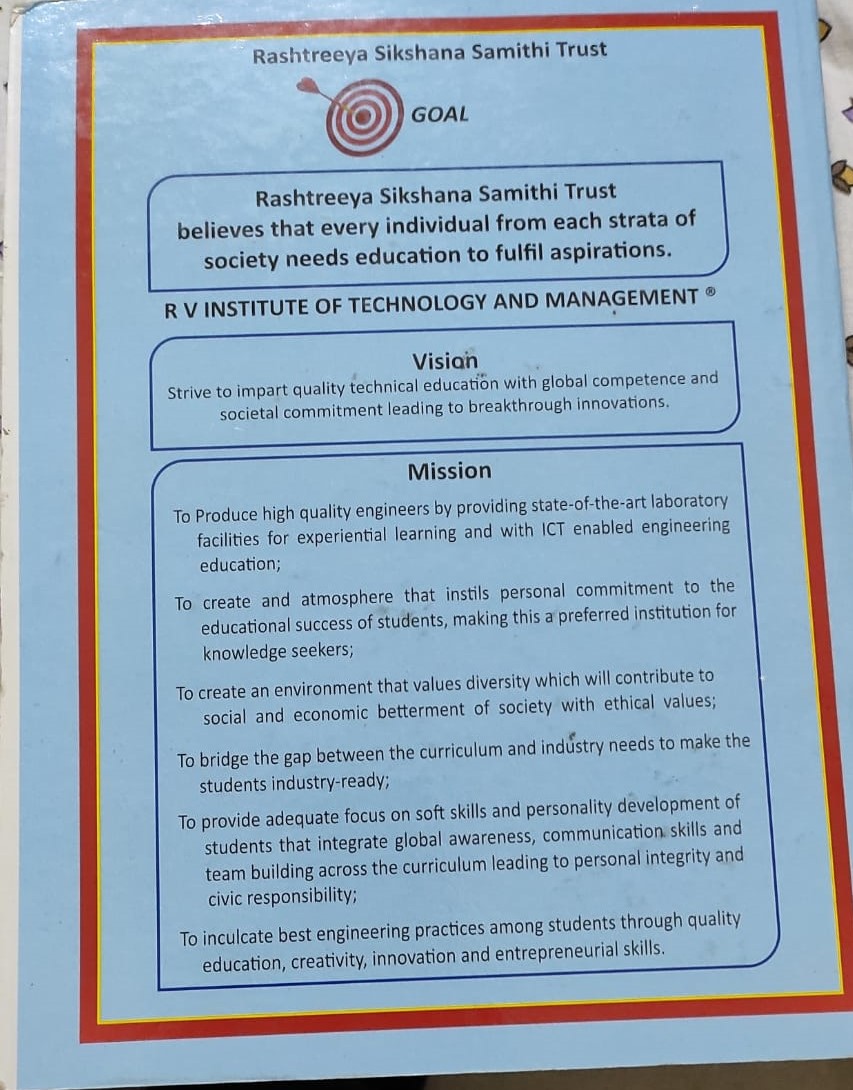 Rashtreeya Sikshana Samithi Trust
GOAL
Rashtreeya Sikshana Samithi Trust
believes that every individual from each strata of
society needs education to fulfil aspirations.
R V INSTITUTE OF TECHNOLOGY AND MANAGEMENT ®
Vision
Strive to impart quality technical education with global competence and
societal commitment leading to breakthrough innovations.
Mission
To Produce high quality engineers by providing state-of-the-art laboratory
facilities for experiential learning and with ICT enabled engineering
education;
To create and atmosphere that instils personal commitment to the
educational success of students, making this a preferred institution for
knowledge seekers;
To create an environment that values diversity which will contribute to
social and economic betterment of society with ethical values;
To bridge the gap between the curriculum and industry needs to make the
students industry-ready;
To provide adequate focus on soft skills and personality development of
students that integrate global awareness, communication skills and
team building across the curriculum leading to personal integrity and
civic responsibility;
To inculcate best engineering practices among students through quality
education, creativity, innovation and entrepreneurial skills.